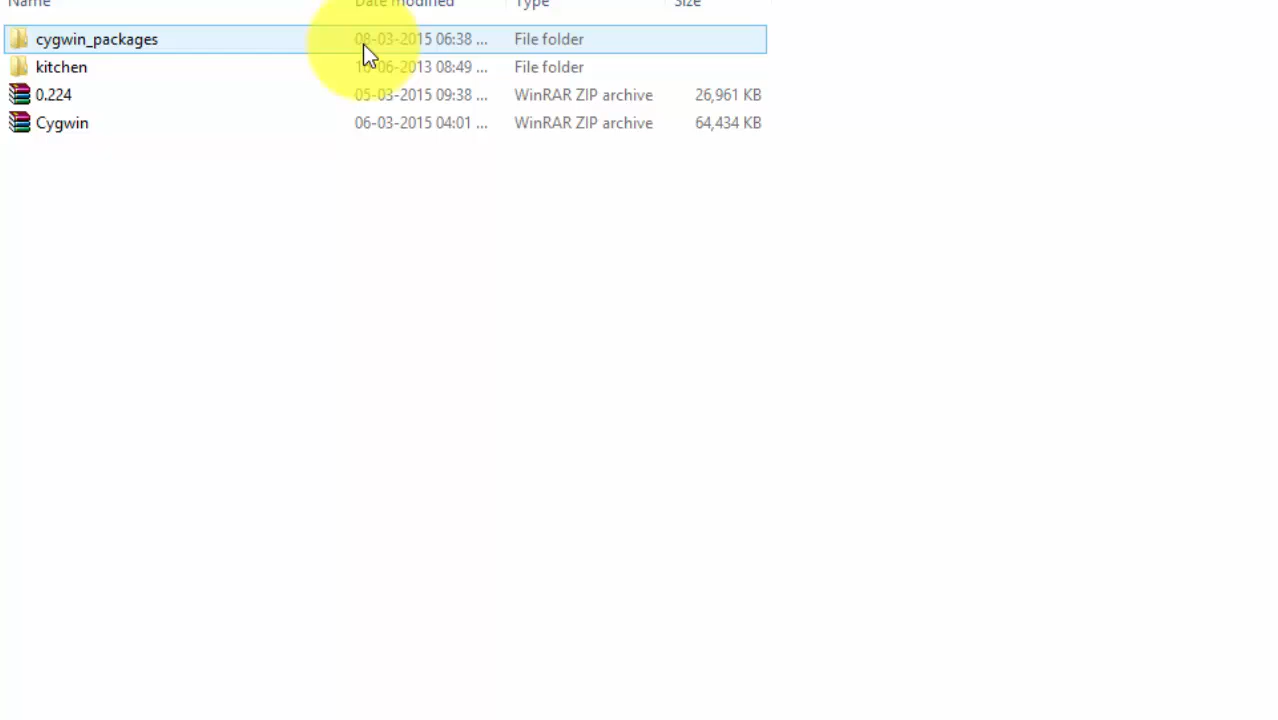 Name Date modified Type Size
cygwin_packages 08-03-2015 06:38 ... File folder
kitchen 16-06-2013 08:49 ... File folder
0.224 05-03-2015 09:38 ... WinRAR ZIP archive 26,961 KB
Cygwin 06-03-2015 04:01 ... WinRAR ZIP archive 64,434 KB